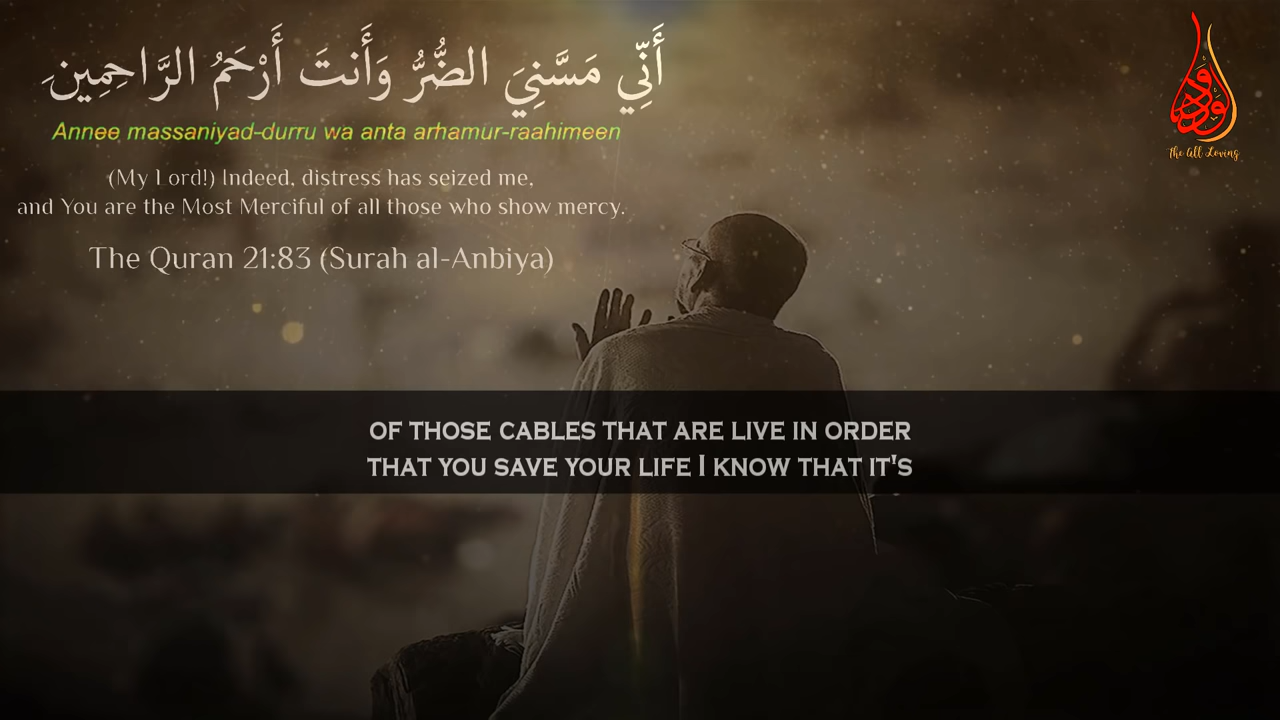 أَنِّي مَسَّنِيَ الضُّرُّ وَأَنتَ أَرْحَمُ الرَّاحِمِينَ
Annee massaniyad-durru wa anta arhamur-raahimeen
(My Lord!) Indeed, distress has seized me,
and You are the Most Merciful of all those who show mercy.
The Quran 21:83 (Surah al-Anbiya)
الودود
The All Loving
OF THOSE CABLES THAT ARE LIVE IN ORDER
THAT YOU SAVE YOUR LIFE I KNOW THAT IT'S